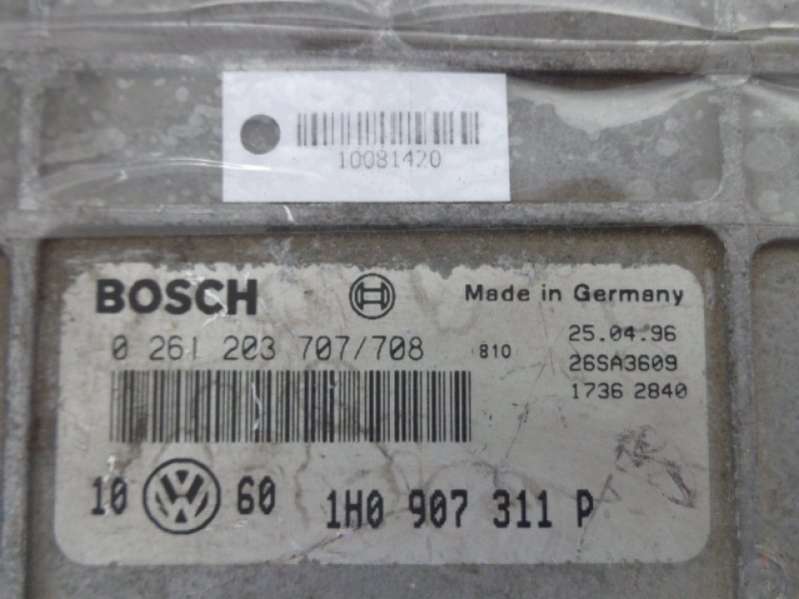 10081470
BOSCH Made in Germany
0 261 203 707/708 810 25.04.96
26SA3609
1736 2840
10 60 1H0 907 311 P